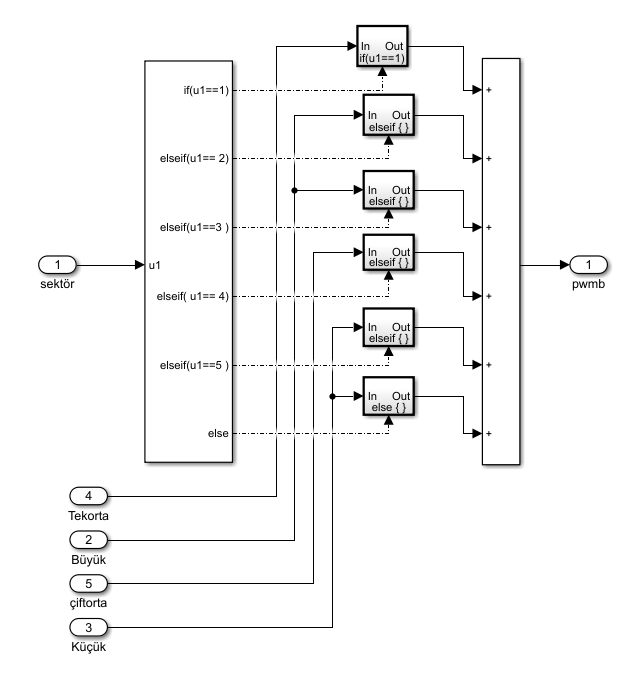 In Out
if(u1==1)
if(u1==1)
+
In Out
elseif { }
elseif(u1== 2)
+
In Out
elseif { }
elseif(u1==3 )
+
In Out
elseif { }
1
sektör
u1
1
pwmb
elseif( u1== 4)
+
In Out
elseif { }
elseif(u1==5 )
+
In Out
else { }
else
+
4
Tekorta
2
Büyük
5
çiftorta
3
Küçük